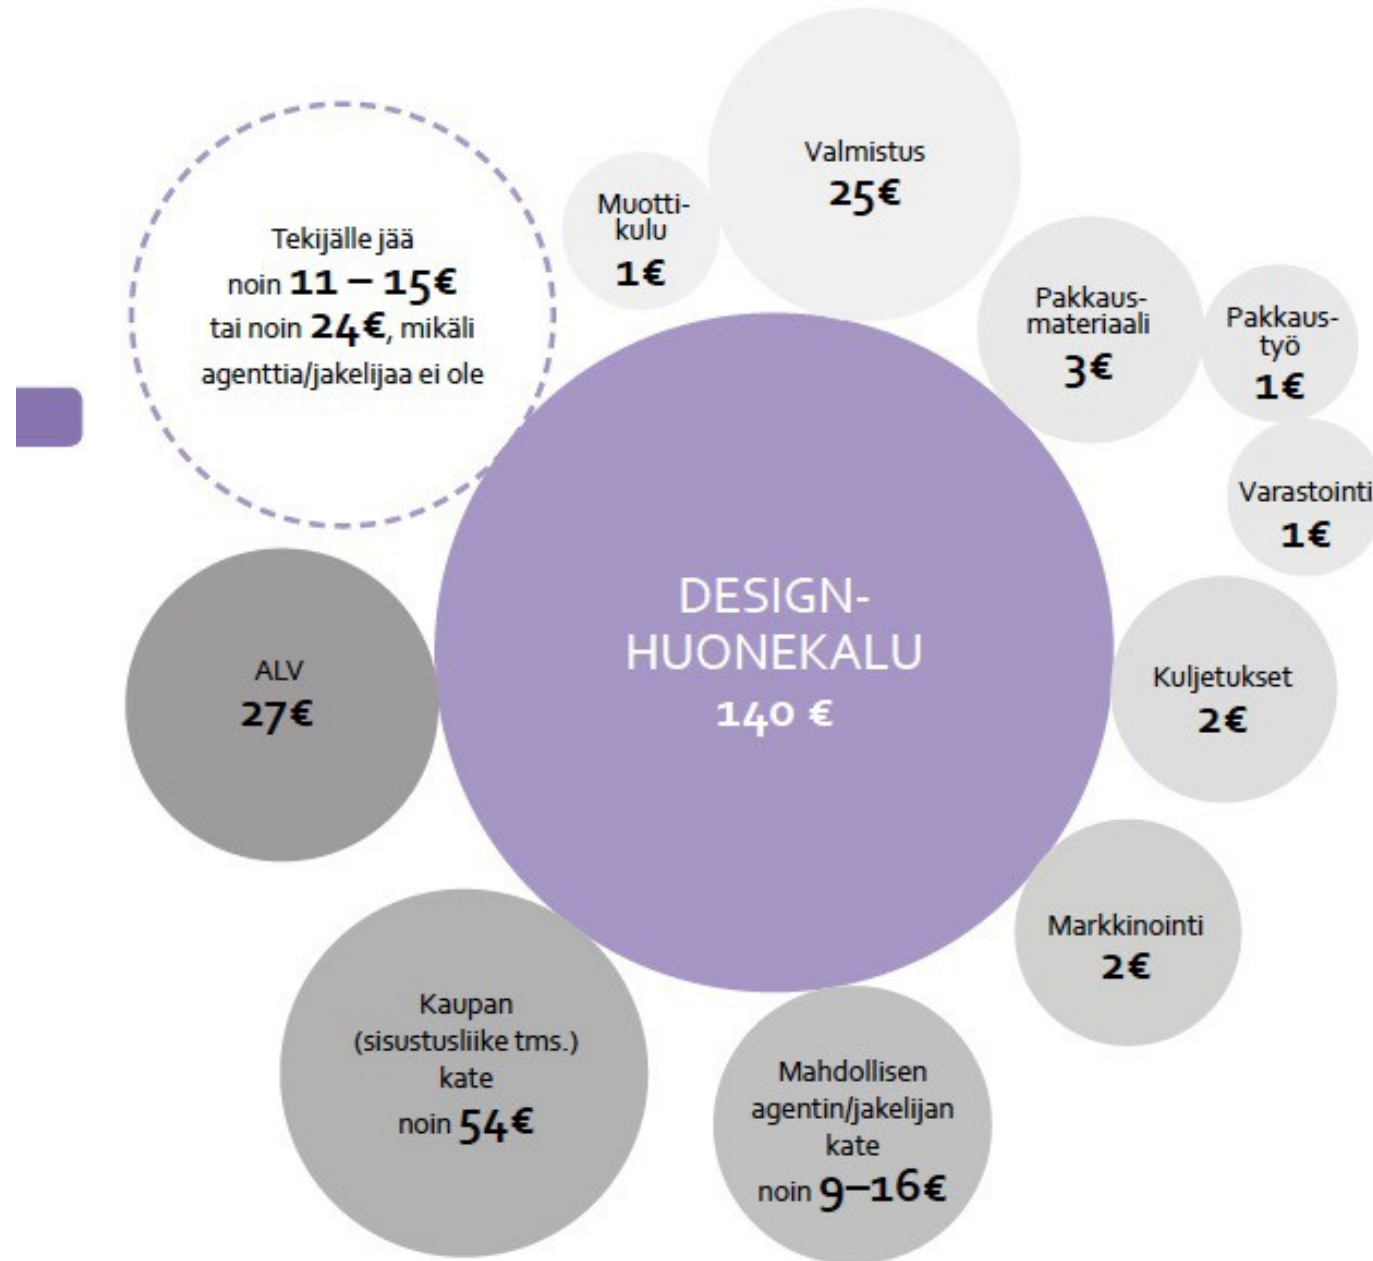 Valmistus
25€
Muotti-
kulu
1€
Tekijälle jää
noin 11 – 15€
tai noin 24€, mikäli
agenttia/jakelijaa ei ole
Pakkaus-
materiaali
3€
Pakkaus-
työ
1€
Varastointi
1€
DESIGN-
HUONEKALU
140 €
ALV
27€
Kuljetukset
2€
Markkinointi
2€
Kaupan
(sisustusliike tms.)
kate
noin 54€
Mahdollisen
agentin/jakelijan
kate
noin 9–16€